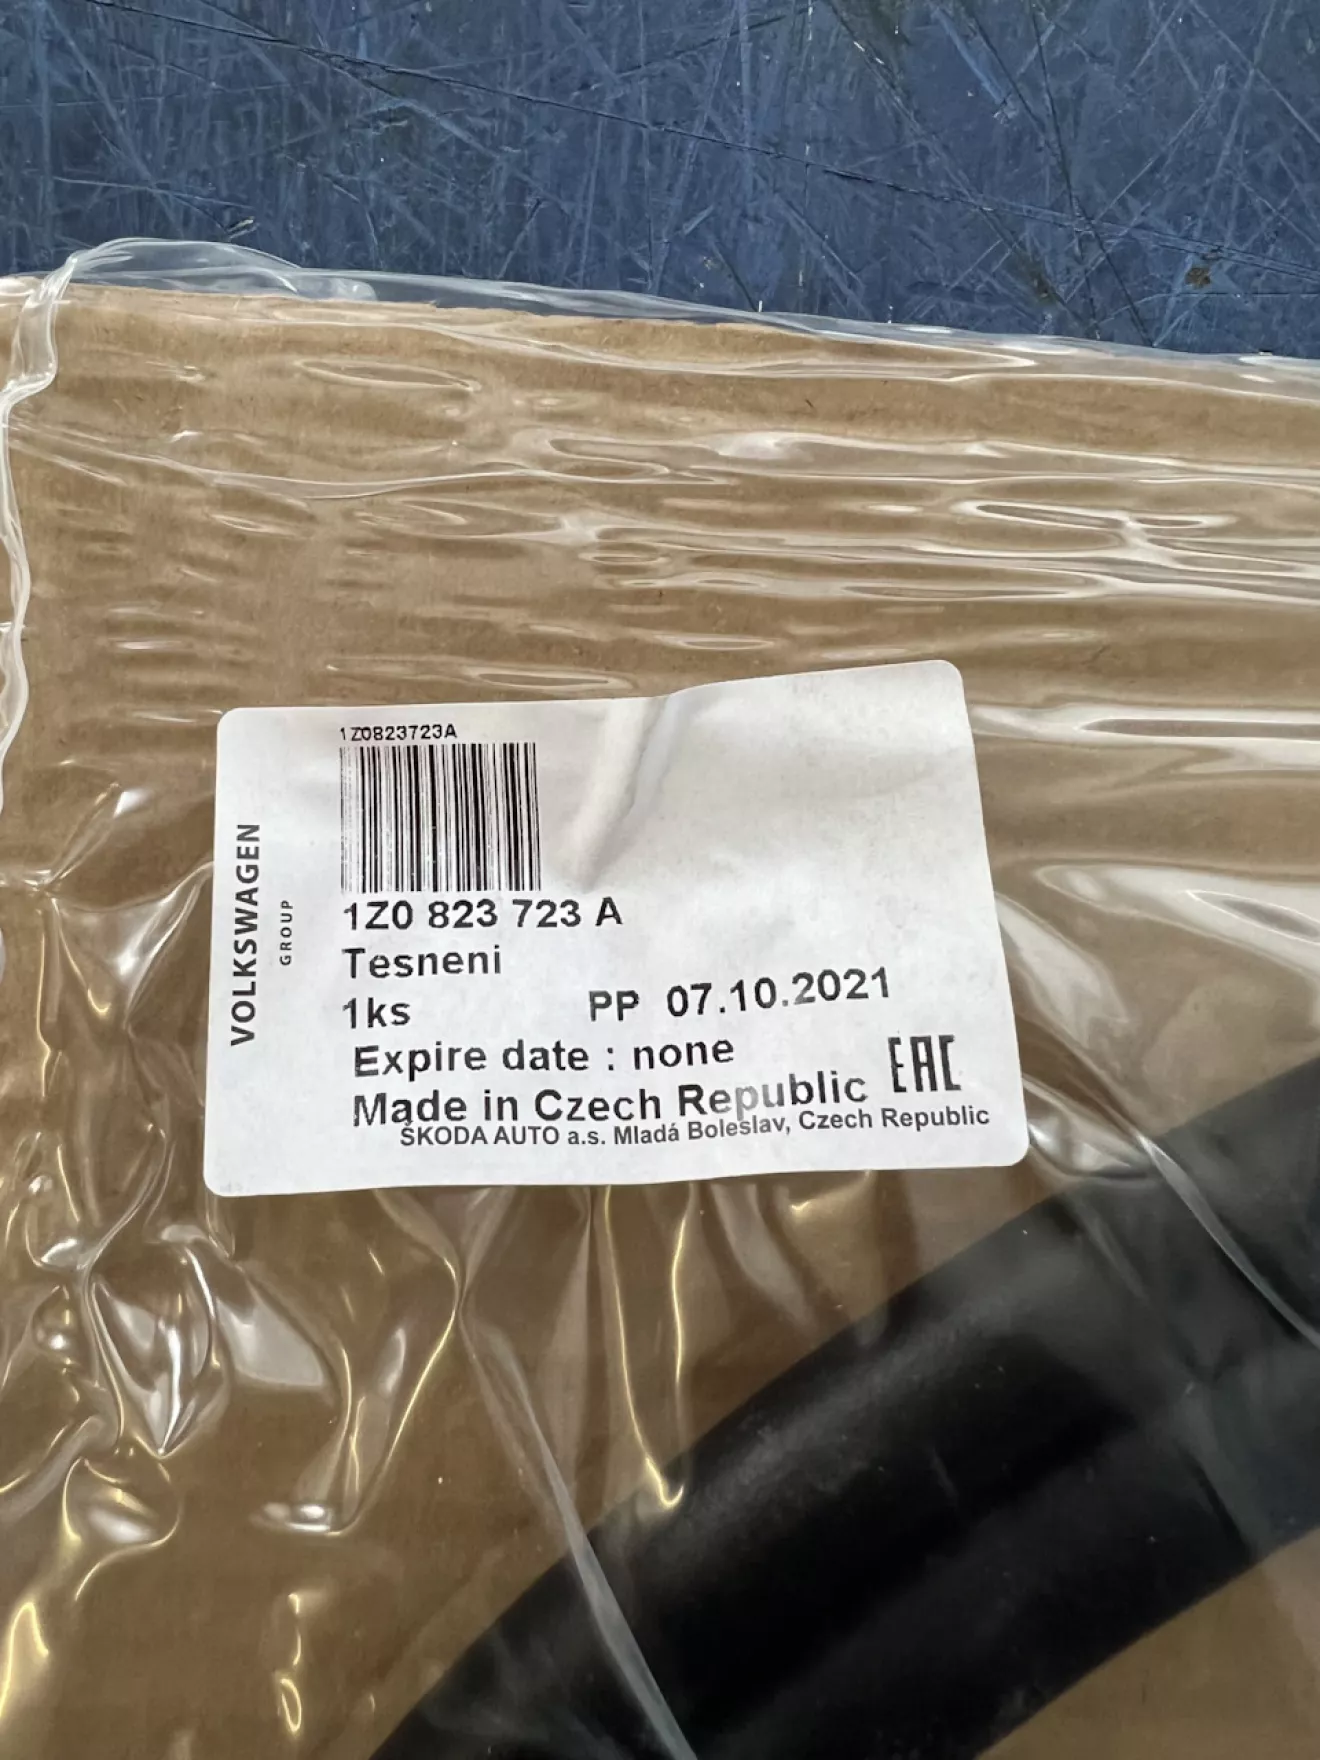 1Z0823723A
VOLKSWAGEN
GROUP
1Z0 823 723 A
Tesneni
1ks PP 07.10.2021
Expire date : none
EAC
Made in Czech Republic
ŠKODA AUTO a.s. Mladá Boleslav, Czech Republic